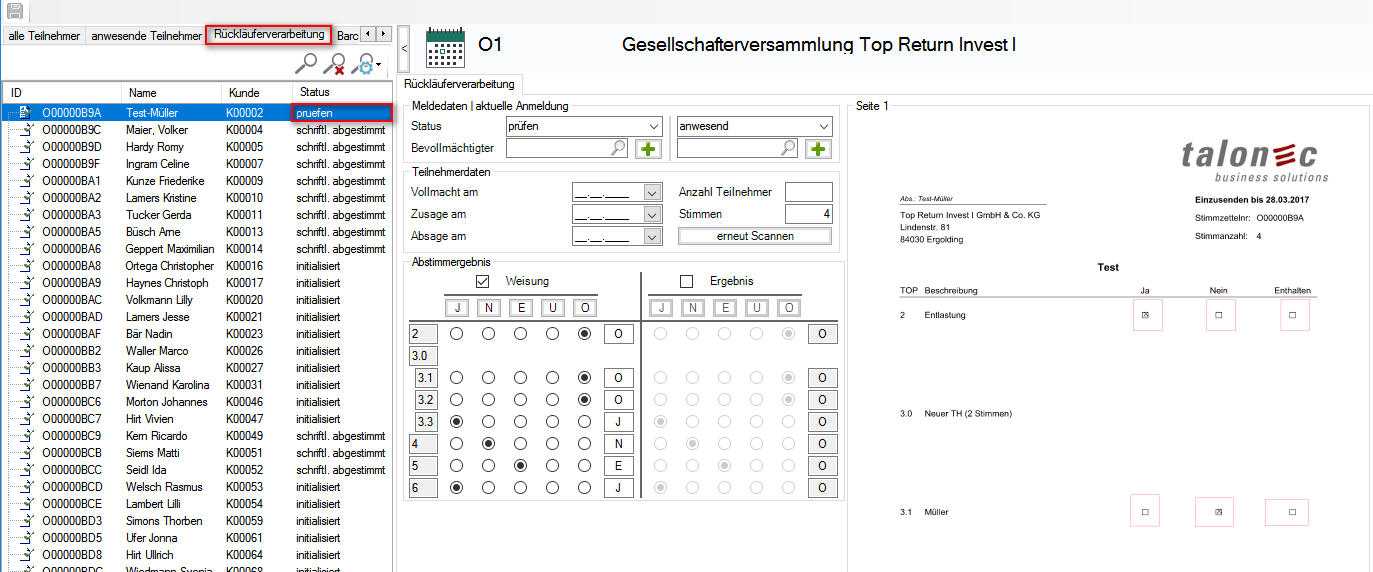 alle Teilnehmer anwesende Teilnehmer Rückläuferverarbeitung Barc
O1 Gesellschafterversammlung Top Return Invest I
ID Name Kunde Status
O00000B9A Test-Müller K00002 pruefen
O00000B9C Maier, Volker K00004 schriftl. abgestimmt
O00000B9D Hardy Romy K00005 schriftl. abgestimmt
O00000B9F Ingram Celine K00007 schriftl. abgestimmt
O00000BA1 Kunze Friederike K00009 schriftl. abgestimmt
O00000BA2 Lamers Kristine K00010 schriftl. abgestimmt
O00000BA3 Tucker Gerda K00011 schriftl. abgestimmt
O00000BA5 Büsch Arne K00013 schriftl. abgestimmt
O00000BA6 Geppert Maximilian K00014 schriftl. abgestimmt
O00000BA8 Ortega Christopher K00016 initialisiert
O00000BA9 Haynes Christoph K00017 initialisiert
O00000BAC Volkmann Lilly K00020 initialisiert
O00000BAD Lamers Jesse K00021 initialisiert
O00000BAF Bär Nadin K00023 initialisiert
O00000BB2 Waller Marco K00026 initialisiert
O00000BB3 Kaup Alissa K00027 initialisiert
O00000BB7 Wienand Karolina K00031 initialisiert
O00000BC6 Morton Johannes K00046 initialisiert
O00000BC7 Hirt Vivien K00047 initialisiert
O00000BC9 Kern Ricardo K00049 schriftl. abgestimmt
O00000BCB Siems Matti K00051 schriftl. abgestimmt
O00000BCC Seidl Ida K00052 schriftl. abgestimmt
O00000BCD Welsch Rasmus K00053 initialisiert
O00000BCE Lambert Lilli K00054 initialisiert
O00000BD3 Simons Thorben K00059 initialisiert
O00000BD5 Ufer Jonna K00061 initialisiert
O00000BD8 Hirt Ullrich K00064 initialisiert
O00000BDC Wiedmann Svenja K00068 initialisiert
<
Rückläuferverarbeitung
Meldedaten | aktuelle Anmeldung
Status prüfen anwesend
Bevollmächtigter
Teilnehmerdaten
Vollmacht am __.__.____ Anzahl Teilnehmer
Zusage am __.__.____ Stimmen 4
Absage am __.__.____ erneut Scannen
Abstimmergebnis
Weisung Ergebnis
J N E U O J N E U O
2 O O
3.0
3.1 O O
3.2 O O
3.3 J O
4 N O
5 E O
6 J O
Seite 1
talonec
business solutions
Abs.: Test-Müller
Top Return Invest I GmbH & Co. KG
Lindenstr. 81
84030 Ergolding
Einzusenden bis 28.03.2017
Stimmzettelnr: O00000B9A
Stimmanzahl: 4
Test
TOP Beschreibung Ja Nein Enthalten
2 Entlastung
3.0 Neuer TH (2 Stimmen)
3.1 Müller